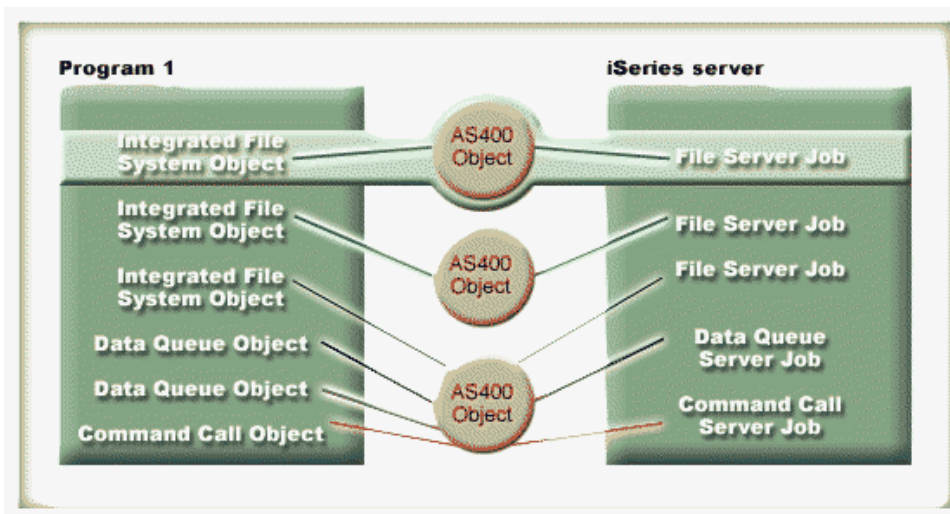 Program 1
iSeries server
Integrated File
System Object
AS400
Object
File Server Job
Integrated File
System Object
AS400
Object
File Server Job
Integrated File
System Object
File Server Job
Data Queue Object
Data Queue
Server Job
Data Queue Object
AS400
Object
Command Call Object
Command Call
Server Job